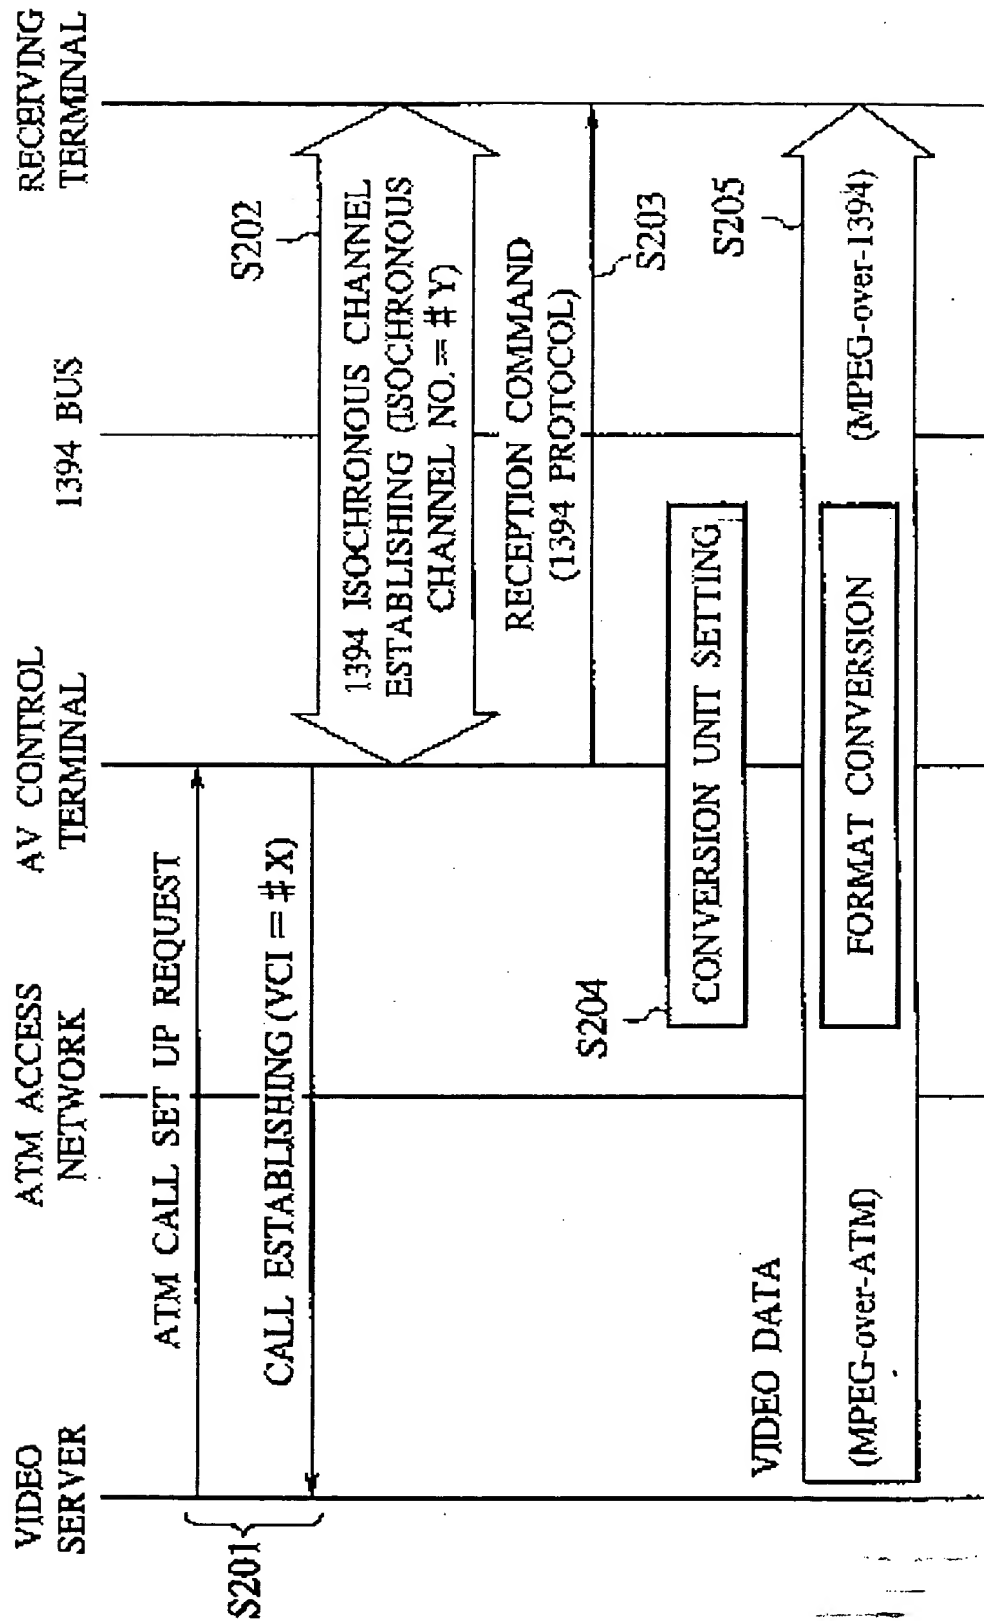 VIDEO
SERVER
ATM ACCESS
NETWORK
AV CONTROL
TERMINAL
1394 BUS
RECEIVING
TERMINAL
S201
ATM CALL SET UP REQUEST
CALL ESTABLISHING (VCI = #X)
S202
1394 ISOCHRONOUS CHANNEL
ESTABLISHING (ISOCHRONOUS
CHANNEL NO. = #Y)
RECEPTION COMMAND
(1394 PROTOCOL)
S203
S204
CONVERSION UNIT SETTING
VIDEO DATA
S205
(MPEG-over-ATM)
FORMAT CONVERSION
(MPEG-over-1394)